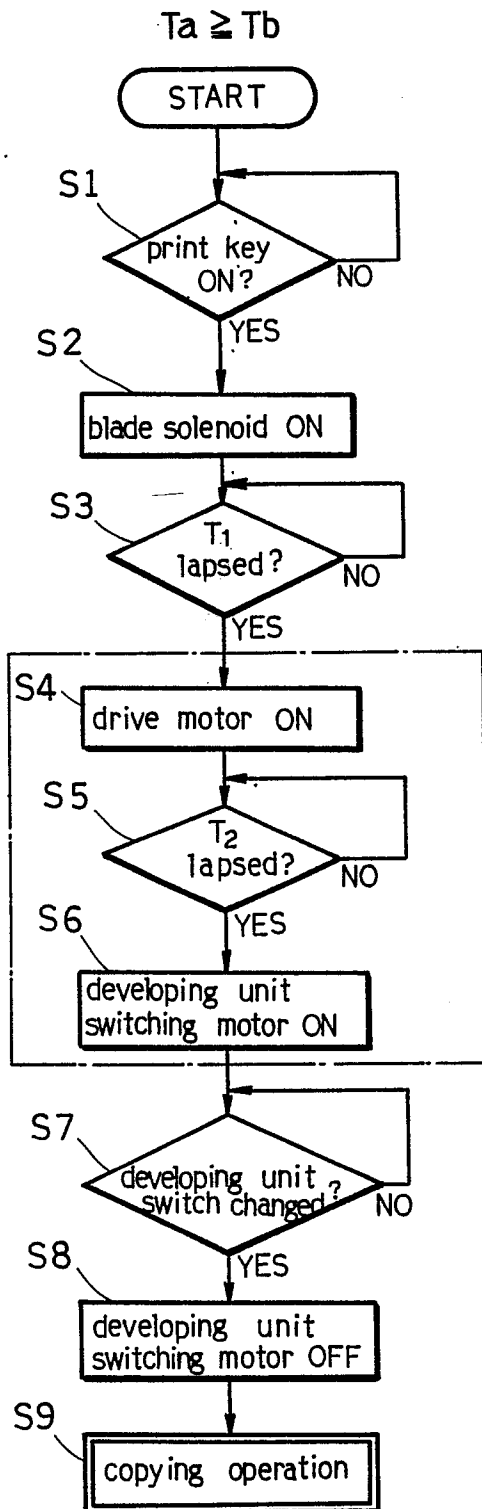 Ta ≧ Tb
START
S1
print key
ON?
NO
YES
S2
blade solenoid ON
S3
T1
lapsed?
NO
YES
S4
drive motor ON
S5
T2
lapsed?
NO
YES
S6
developing unit
switching motor ON
S7
developing unit
switch changed?
NO
YES
S8
developing unit
switching motor OFF
S9
copying operation